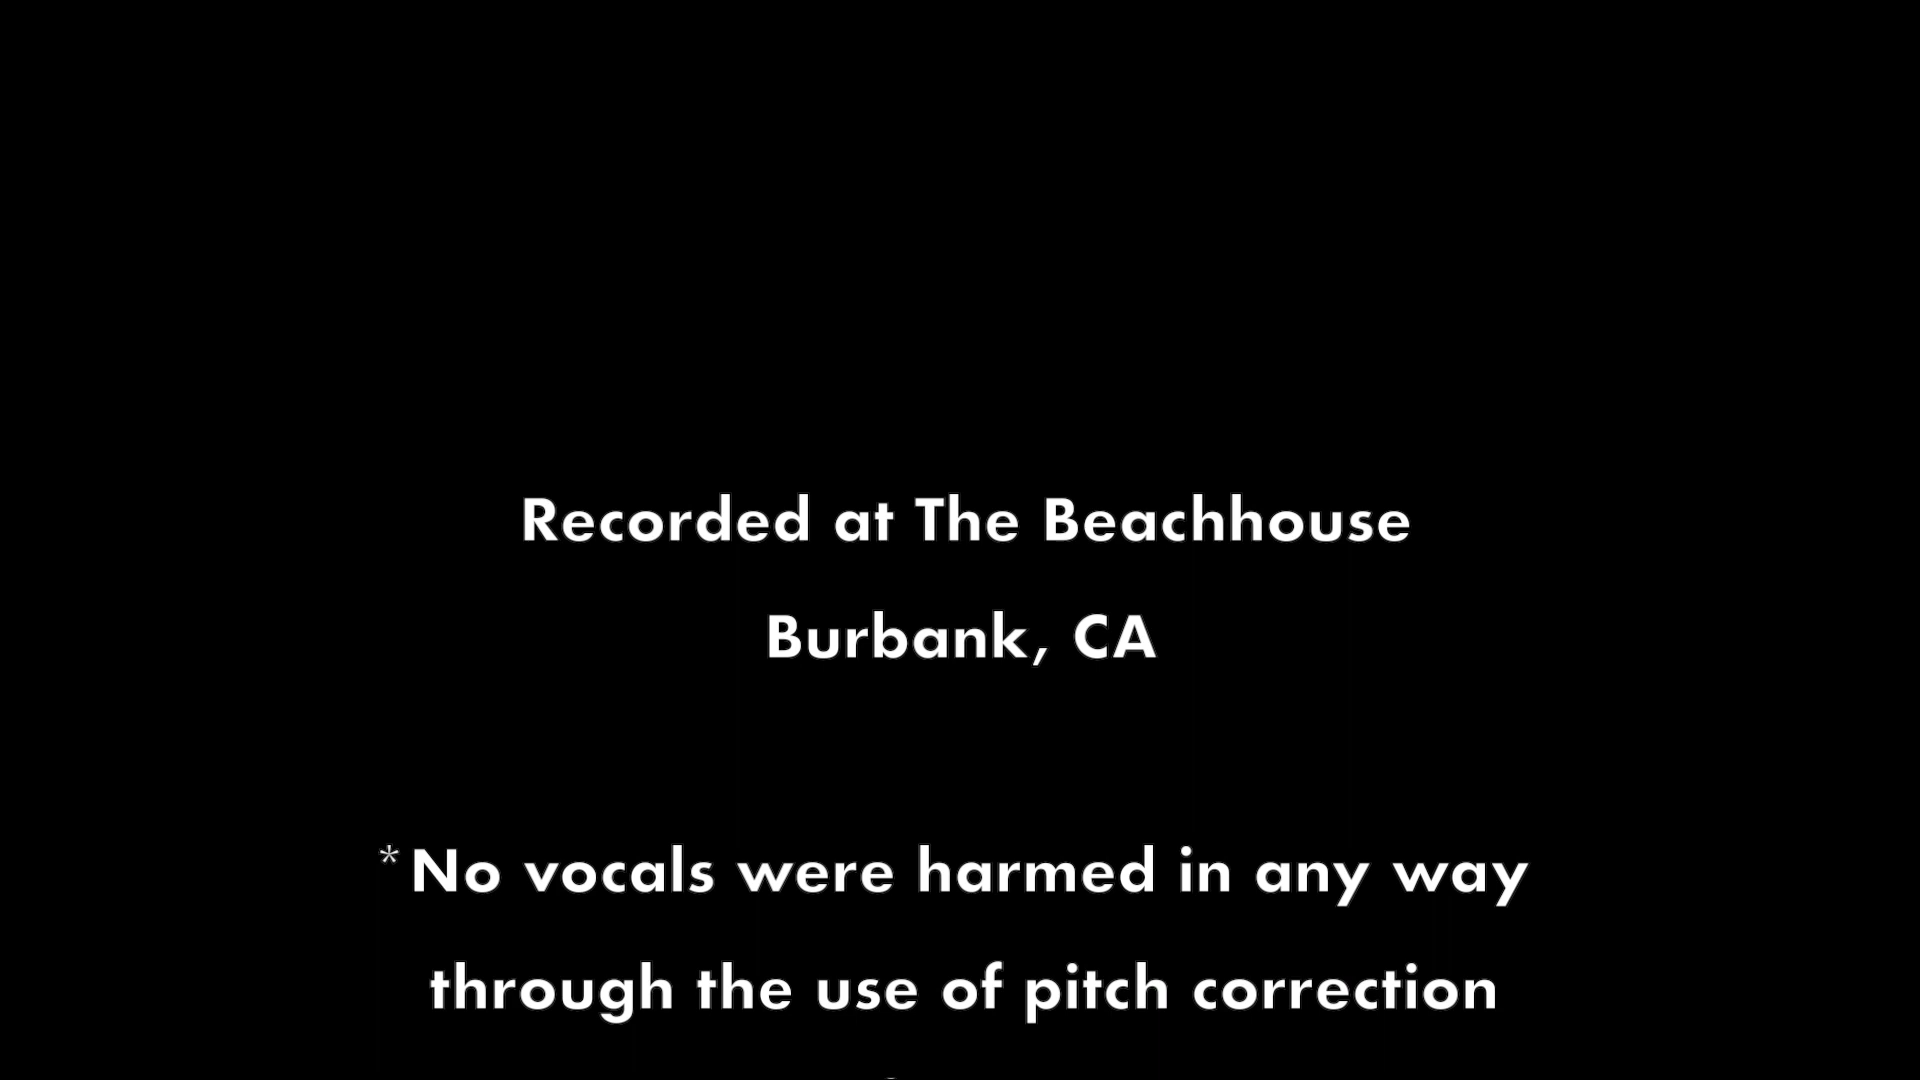 Recorded at The Beachhouse
Burbank, CA
*No vocals were harmed in any way
through the use of pitch correction